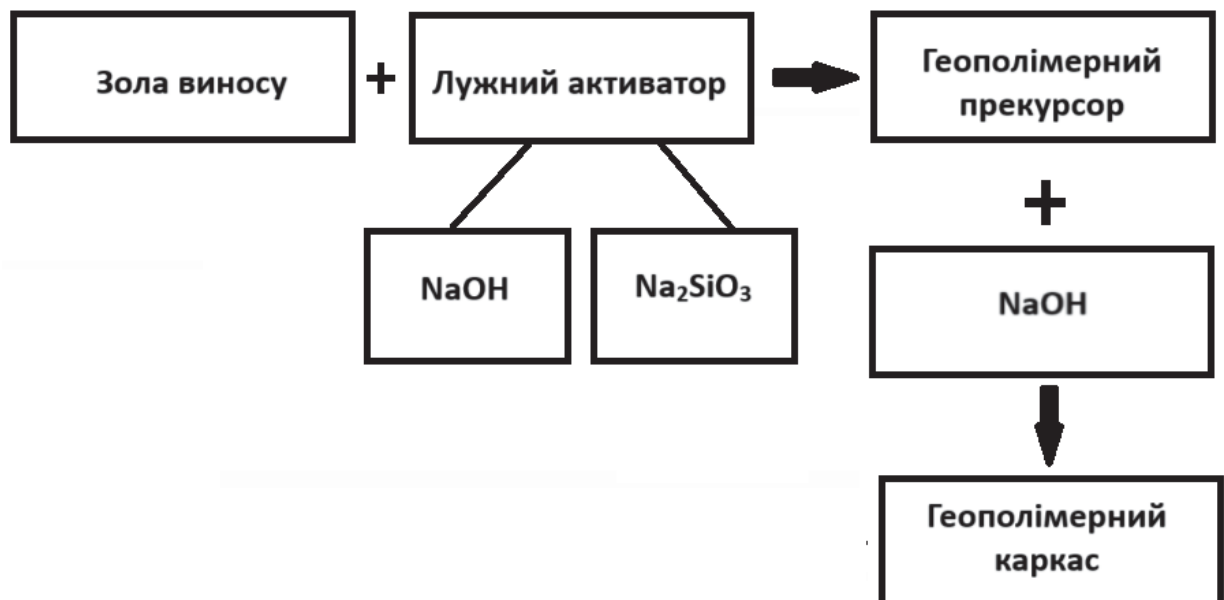 Зола виносу
+
Лужний активатор
Геополімерний
прекурсор
+
NaOH
Na₂SiO₃
NaOH
Геополімерний
каркас